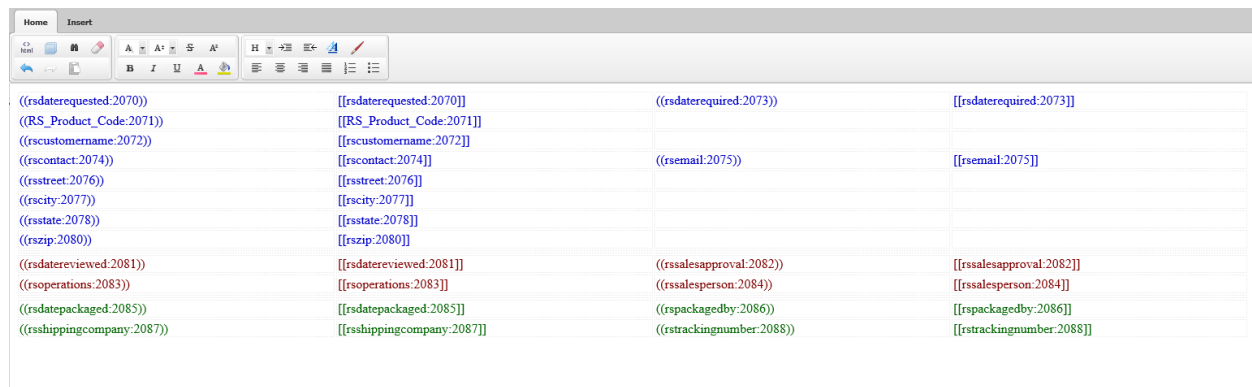 Home Insert
html A A S A² H
B I U A
((rsdaterequested:2070)) [[rsdaterequested:2070]] ((rsdaterequired:2073)) [[rsdaterequired:2073]]
((RS_Product_Code:2071)) [[RS_Product_Code:2071]]
((rscustomername:2072)) [[rscustomername:2072]]
((rscontact:2074)) [[rscontact:2074]] ((rsemail:2075)) [[rsemail:2075]]
((rsstreet:2076)) [[rsstreet:2076]]
((rscity:2077)) [[rscity:2077]]
((rsstate:2078)) [[rsstate:2078]]
((rszip:2080)) [[rszip:2080]]
((rsdatereviewed:2081)) [[rsdatereviewed:2081]] ((rssalesapproval:2082)) [[rssalesapproval:2082]]
((rsoperations:2083)) [[rsoperations:2083]] ((rssalesperson:2084)) [[rssalesperson:2084]]
((rsdatepackaged:2085)) [[rsdatepackaged:2085]] ((rspackagedby:2086)) [[rspackagedby:2086]]
((rsshippingcompany:2087)) [[rsshippingcompany:2087]] ((rstrackingnumber:2088)) [[rstrackingnumber:2088]]